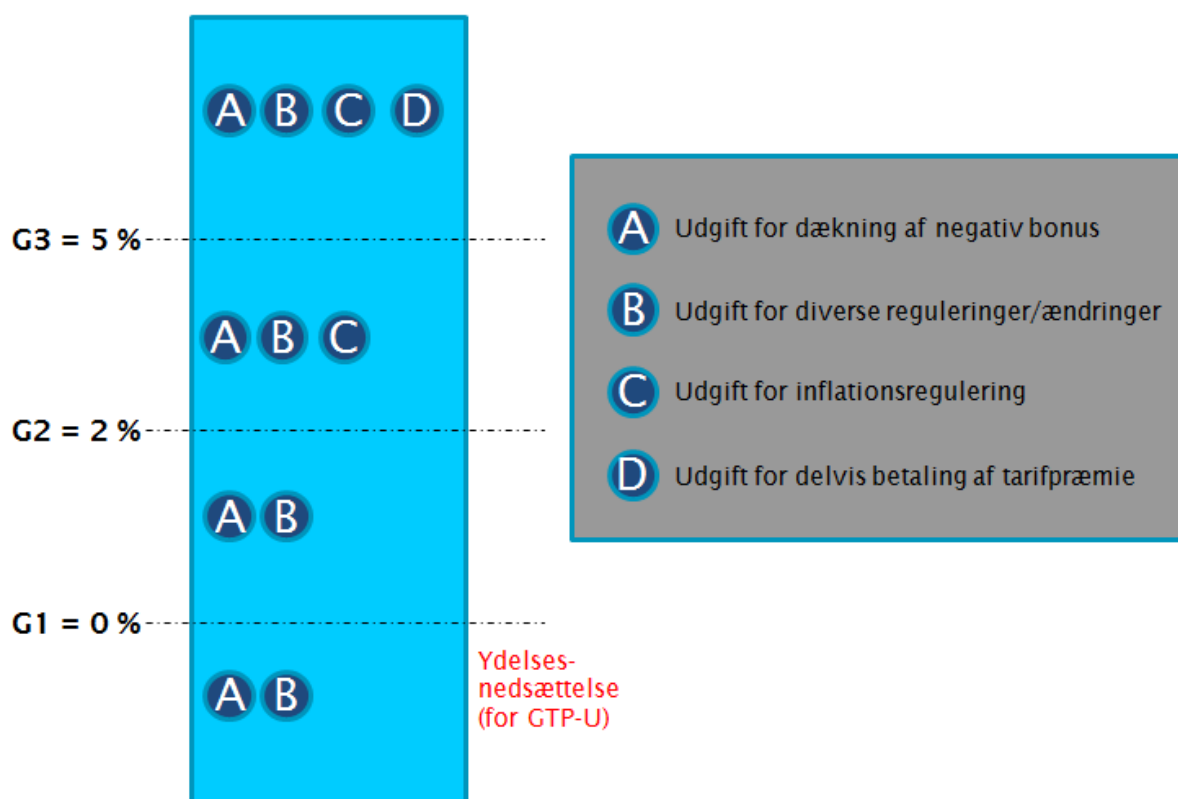 A B C D
G3 = 5 %
A Udgift for dækning af negativ bonus
B Udgift for diverse reguleringer/ændringer
A B C
C Udgift for inflationsregulering
G2 = 2 %
D Udgift for delvis betaling af tarifpræmie
A B
G1 = 0 %
A B
Ydelses-
nedsættelse
(for GTP-U)